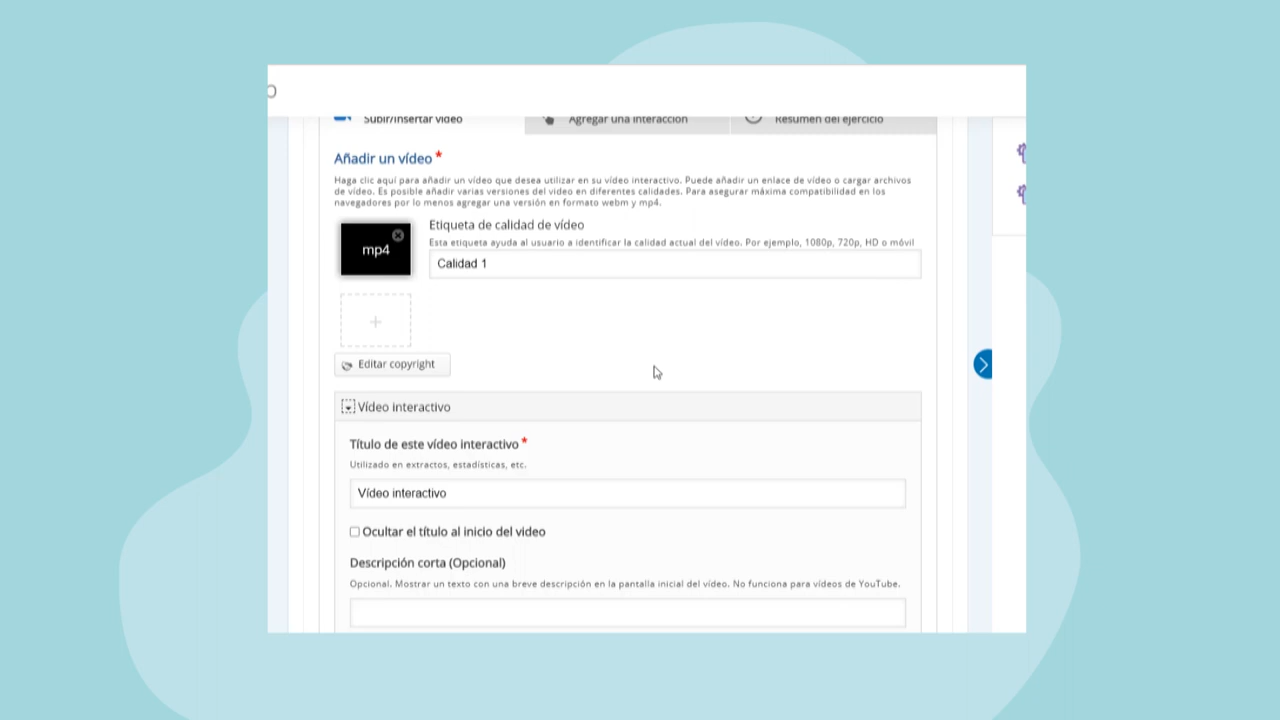 Subir/insertar vídeo
Agregar una interacción
Resumen del ejercicio
Añadir un vídeo *
Haga clic aquí para añadir un vídeo que desea utilizar en su vídeo interactivo. Puede añadir un enlace de vídeo o cargar archivos
de vídeo. Es posible añadir varias versiones del video en diferentes calidades. Para asegurar máxima compatibilidad en los
navegadores por lo menos agregar una versión en formato webm y mp4.
Etiqueta de calidad de vídeo
Esta etiqueta ayuda al usuario a identificar la calidad actual del vídeo. Por ejemplo, 1080p, 720p, HD o móvil
mp4
Calidad 1
+
Editar copyright
Vídeo interactivo
Título de este vídeo interactivo *
Utilizado en extractos, estadísticas, etc.
Vídeo interactivo
Ocultar el título al inicio del video
Descripción corta (Opcional)
Opcional. Mostrar un texto con una breve descripción en la pantalla inicial del vídeo. No funciona para vídeos de YouTube.